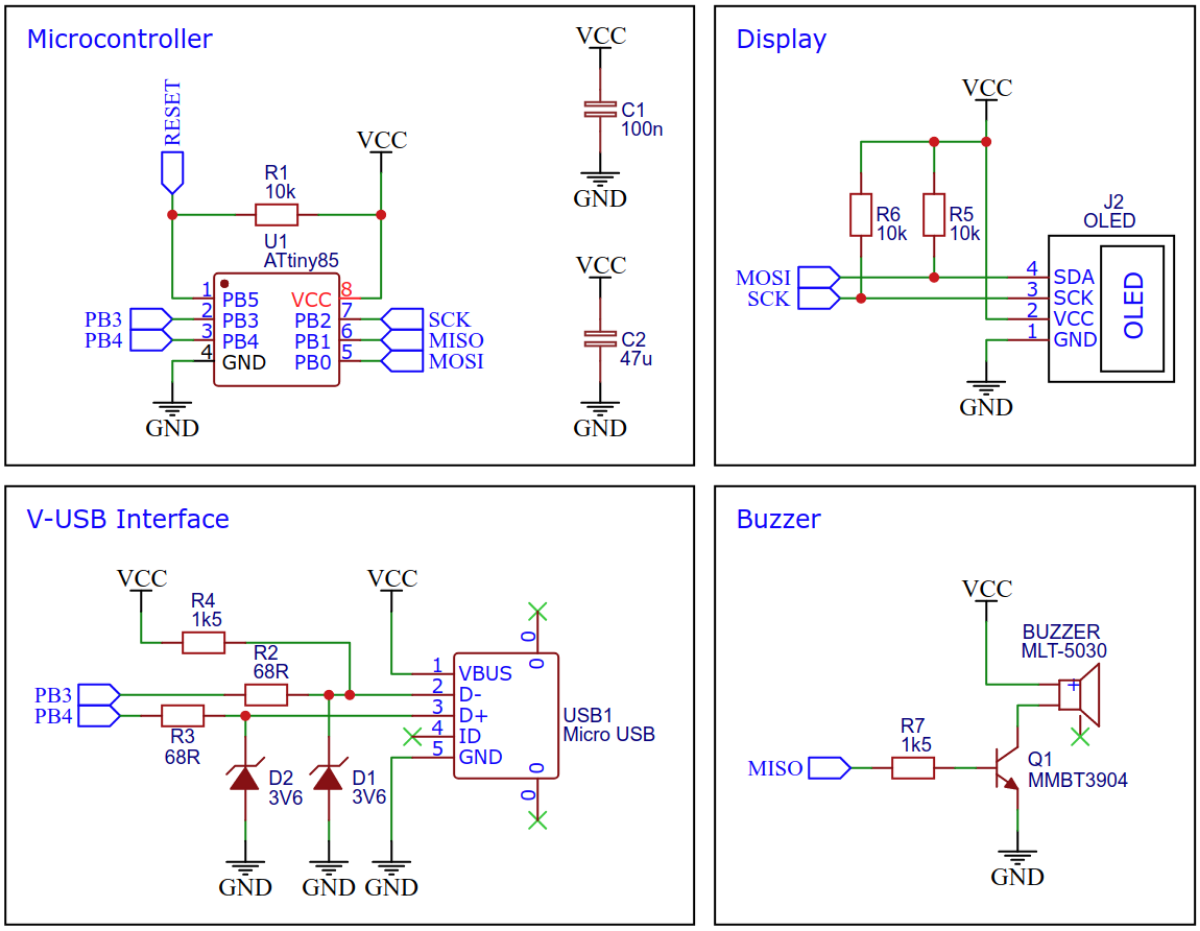 Microcontroller
RESET
R1
10k
VCC
U1
ATtiny85
1
PB5
VCC
8
PB3
2
PB3
PB2
7
SCK
PB4
3
PB4
PB1
6
MISO
4
GND
PB0
5
MOSI
GND
VCC
C1
100n
GND
VCC
C2
47u
GND
Display
VCC
R6
10k
R5
10k
J2
OLED
MOSI
SCK
4
SDA
3
SCK
2
VCC
1
GND
OLED
GND
V-USB Interface
VCC
R4
1k5
VCC
R2
68R
PB3
PB4
R3
68R
D2
3V6
D1
3V6
1
VBUS
2
D-
3
D+
4
ID
5
GND
0
0
0
0
USB1
Micro USB
GND
GND
GND
Buzzer
VCC
BUZZER
MLT-5030
+
R7
1k5
MISO
Q1
MMBT3904
GND